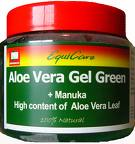 EquiCare
Aloe Vera Gel Green
+ Manuka
High content of Aloe Vera Leaf
100% Natural